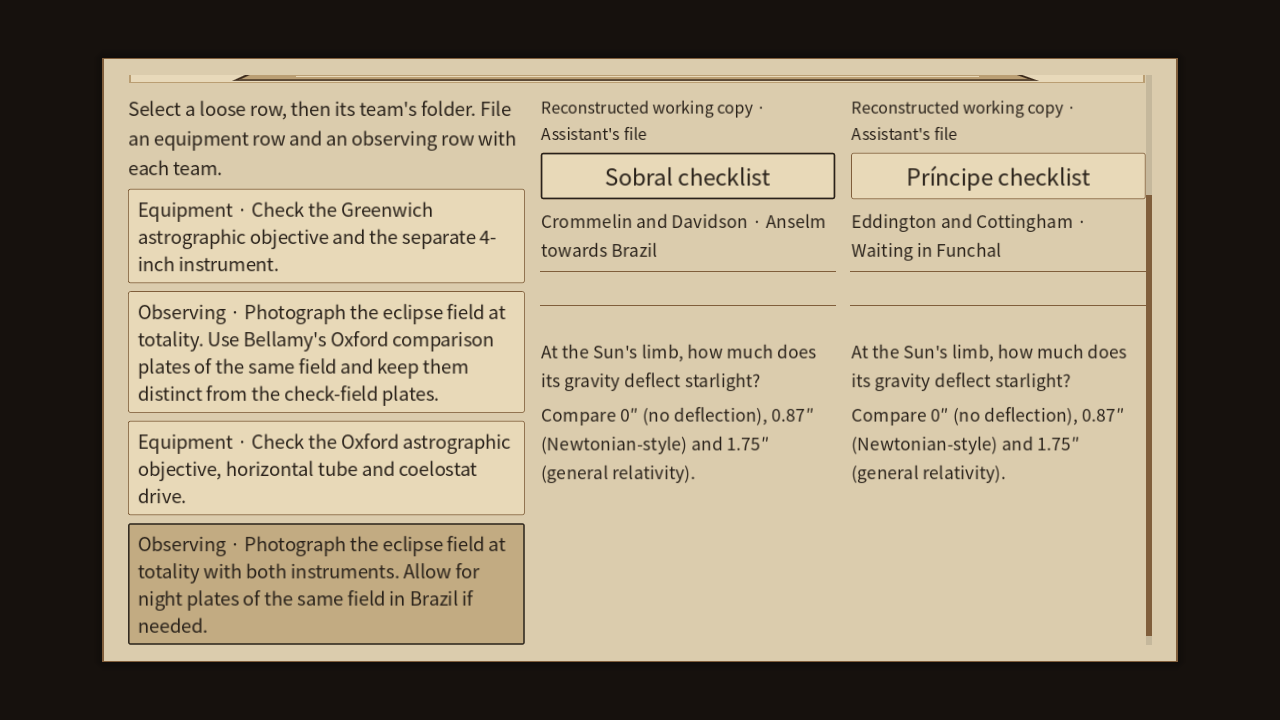 Select a loose row, then its team's folder. File
an equipment row and an observing row with
each team.
Equipment · Check the Greenwich
astrographic objective and the separate 4-
inch instrument.
Observing · Photograph the eclipse field at
totality. Use Bellamy's Oxford comparison
plates of the same field and keep them
distinct from the check-field plates.
Equipment · Check the Oxford astrographic
objective, horizontal tube and coelostat
drive.
Observing · Photograph the eclipse field at
totality with both instruments. Allow for
night plates of the same field in Brazil if
needed.
Reconstructed working copy ·
Assistant's file
Sobral checklist
Crommelin and Davidson · Anselm
towards Brazil
At the Sun's limb, how much does
its gravity deflect starlight?
Compare 0″ (no deflection), 0.87″
(Newtonian-style) and 1.75″
(general relativity).
Reconstructed working copy ·
Assistant's file
Príncipe checklist
Eddington and Cottingham ·
Waiting in Funchal
At the Sun's limb, how much does
its gravity deflect starlight?
Compare 0″ (no deflection), 0.87″
(Newtonian-style) and 1.75″
(general relativity).